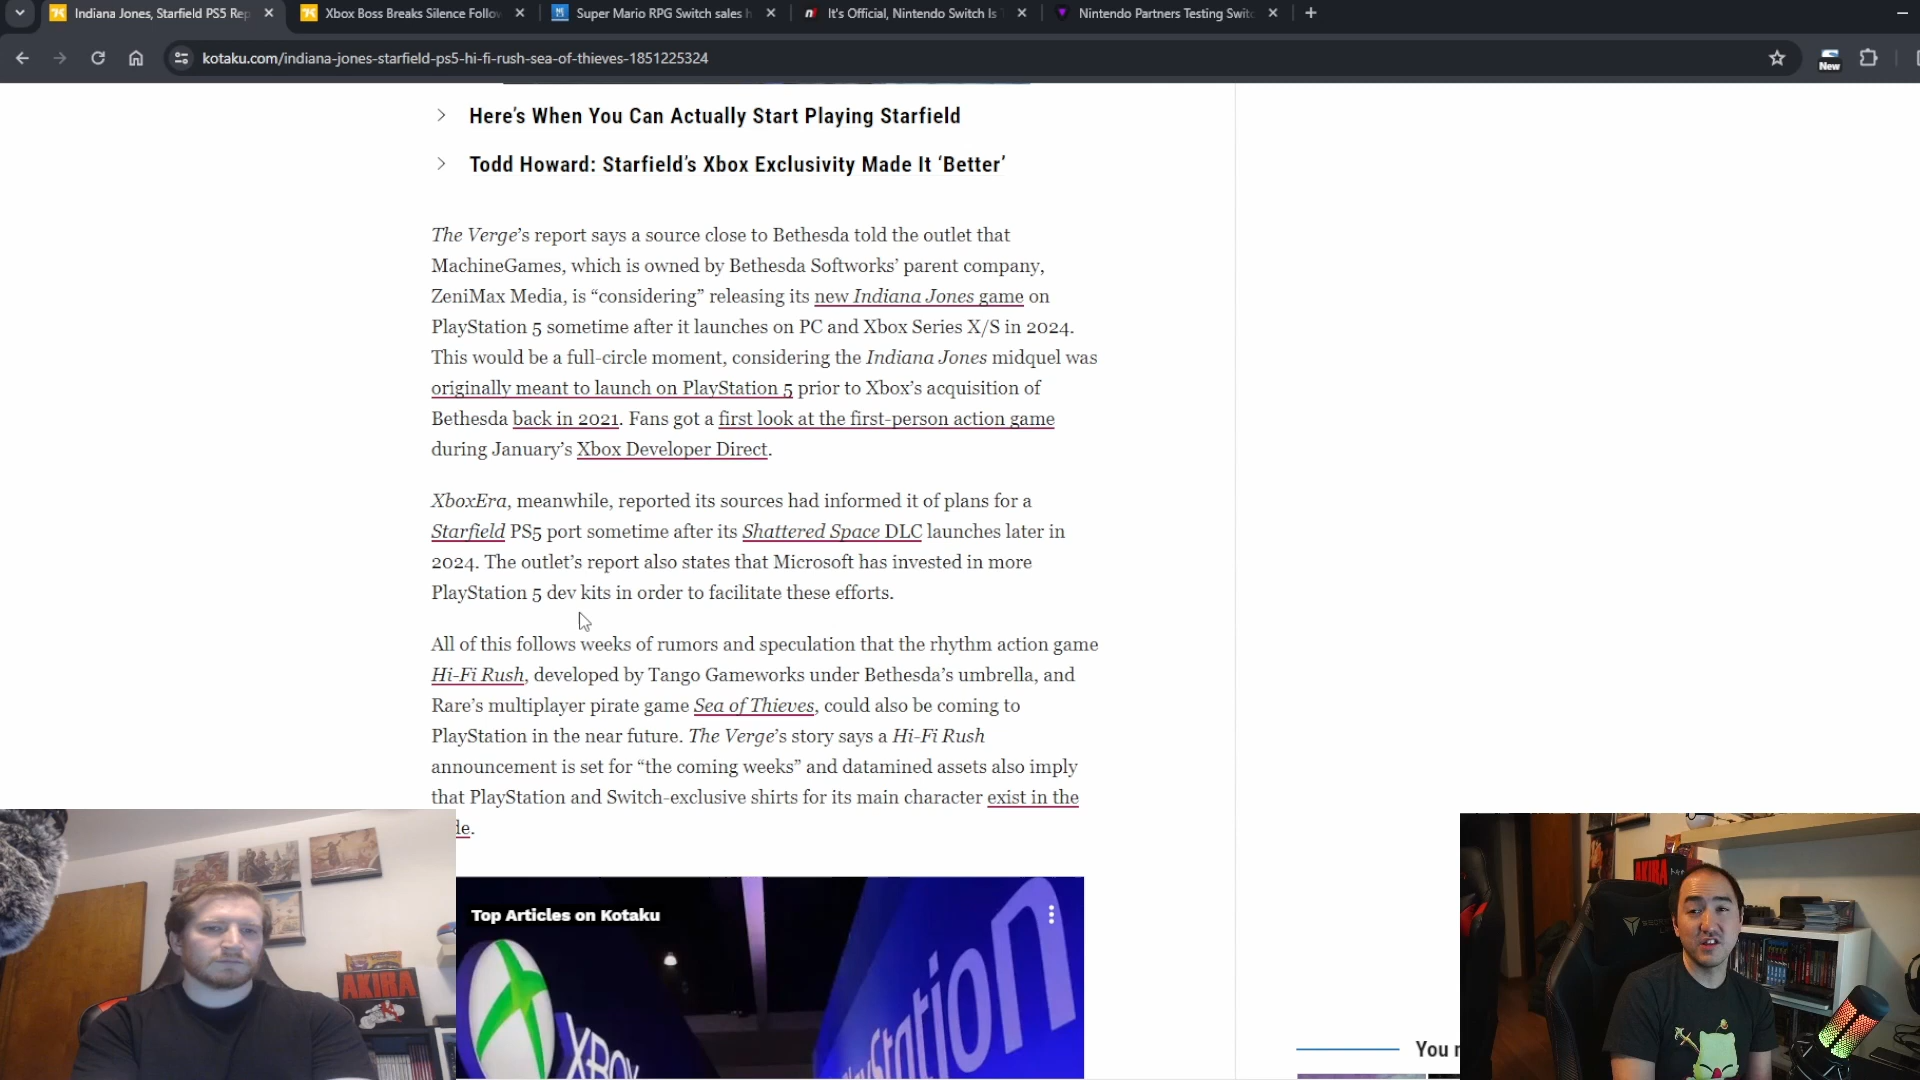 Indiana Jones, Starfield PS5 Rep
Xbox Boss Breaks Silence Follow
Super Mario RPG Switch sales h
It's Official, Nintendo Switch Is
Nintendo Partners Testing Switc
kotaku.com/indiana-jones-starfield-ps5-hi-fi-rush-sea-of-thieves-1851225324
New
Here’s When You Can Actually Start Playing Starfield
Todd Howard: Starfield’s Xbox Exclusivity Made It ‘Better’
The Verge’s report says a source close to Bethesda told the outlet that
MachineGames, which is owned by Bethesda Softworks’ parent company,
ZeniMax Media, is “considering” releasing its new Indiana Jones game on
PlayStation 5 sometime after it launches on PC and Xbox Series X/S in 2024.
This would be a full-circle moment, considering the Indiana Jones midquel was
originally meant to launch on PlayStation 5 prior to Xbox’s acquisition of
Bethesda back in 2021. Fans got a first look at the first-person action game
during January’s Xbox Developer Direct.
XboxEra, meanwhile, reported its sources had informed it of plans for a
Starfield PS5 port sometime after its Shattered Space DLC launches later in
2024. The outlet’s report also states that Microsoft has invested in more
PlayStation 5 dev kits in order to facilitate these efforts.
All of this follows weeks of rumors and speculation that the rhythm action game
Hi-Fi Rush, developed by Tango Gameworks under Bethesda’s umbrella, and
Rare’s multiplayer pirate game Sea of Thieves, could also be coming to
PlayStation in the near future. The Verge’s story says a Hi-Fi Rush
announcement is set for “the coming weeks” and datamined assets also imply
that PlayStation and Switch-exclusive shirts for its main character exist in the
de.
Top Articles on Kotaku
XBOX
PlayStation
AKIRA
AKIRA
You